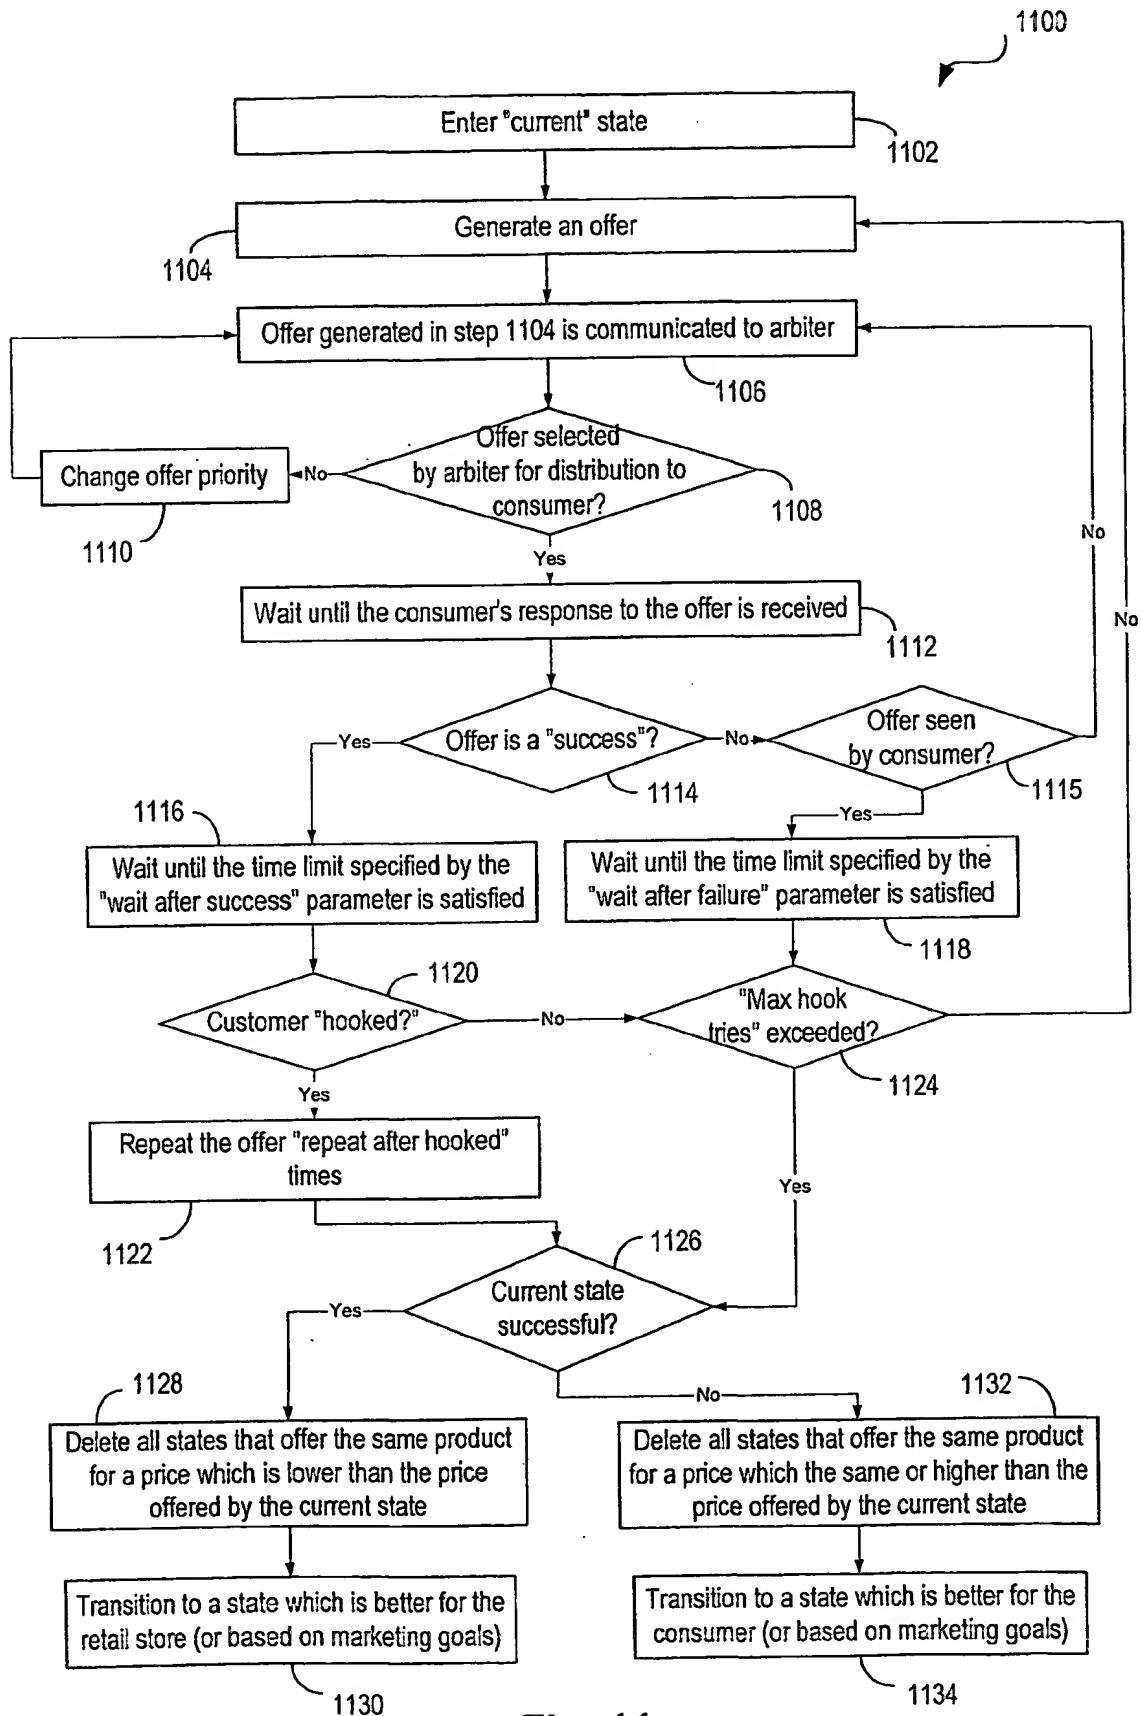 1100
Enter "current" state
1102
Generate an offer
1104
Offer generated in step 1104 is communicated to arbiter
1106
Offer selected
by arbiter for distribution to
consumer?
1108
No
Change offer priority
1110
No
Yes
Wait until the consumer's response to the offer is received
1112
No
Offer is a "success"?
1114
Yes
No
Offer seen
by consumer?
1115
Yes
1116
Wait until the time limit specified by the
"wait after success" parameter is satisfied
Wait until the time limit specified by the
"wait after failure" parameter is satisfied
1118
1120
Customer "hooked?"
No
"Max hook
tries" exceeded?
1124
Yes
Repeat the offer "repeat after hooked"
times
1122
Yes
1126
Current state
successful?
Yes
No
1128
Delete all states that offer the same product
for a price which is lower than the price
offered by the current state
1132
Delete all states that offer the same product
for a price which the same or higher than the
price offered by the current state
Transition to a state which is better for the
retail store (or based on marketing goals)
1130
Transition to a state which is better for the
consumer (or based on marketing goals)
1134